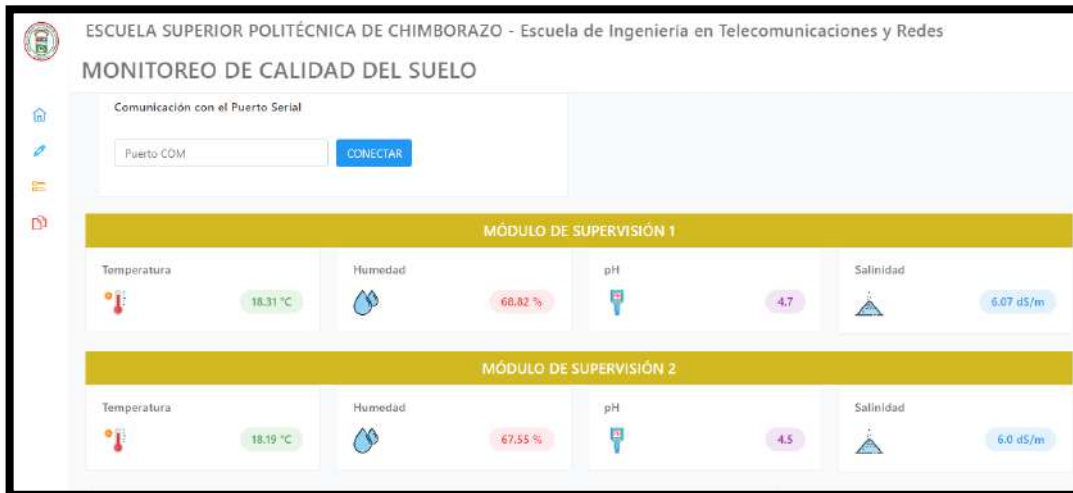 ESCUELA SUPERIOR POLITÉCNICA DE CHIMBORAZO - Escuela de Ingeniería en Telecomunicaciones y Redes
MONITOREO DE CALIDAD DEL SUELO
Comunicación con el Puerto Serial
Puerto COM
CONECTAR
MÓDULO DE SUPERVISIÓN 1
Temperatura Humedad pH Salinidad
18.31 °C 68.82 % 4.7 6.07 dS/m
MÓDULO DE SUPERVISIÓN 2
Temperatura Humedad pH Salinidad
18.19 °C 67.55 % 4.5 6.0 dS/m